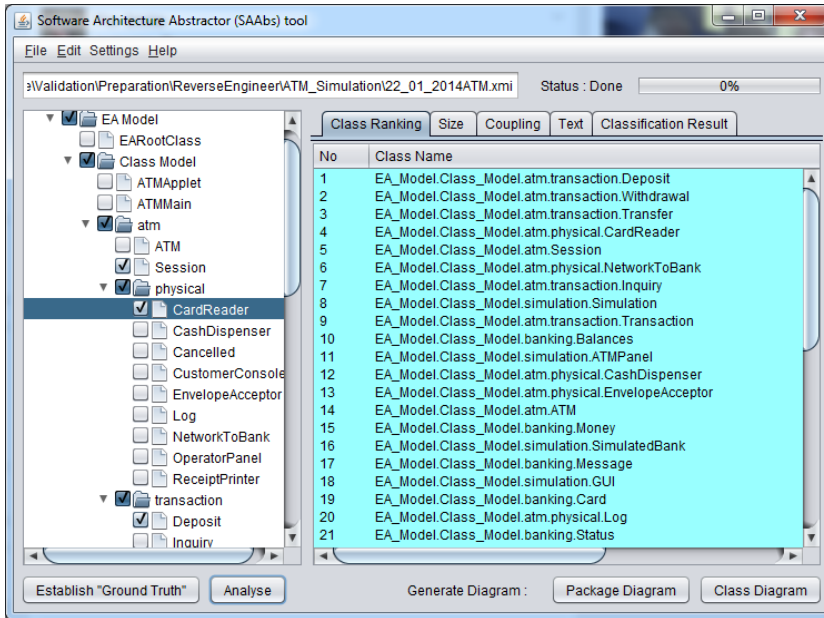 Software Architecture Abstractor (SAAbs) tool
File Edit Settings Help
e\Validation\Preparation\ReverseEngineer\ATM_Simulation\22_01_2014ATM.xmi Status : Done 0%
EA Model
EARootClass
Class Model
ATMApplet
ATMMain
atm
ATM
Session
physical
CardReader
CashDispenser
Cancelled
CustomerConsole
EnvelopeAcceptor
Log
NetworkToBank
OperatorPanel
ReceiptPrinter
transaction
Deposit
Inquiry
Class Ranking Size Coupling Text Classification Result
No Class Name
1 EA_Model.Class_Model.atm.transaction.Deposit
2 EA_Model.Class_Model.atm.transaction.Withdrawal
3 EA_Model.Class_Model.atm.transaction.Transfer
4 EA_Model.Class_Model.atm.physical.CardReader
5 EA_Model.Class_Model.atm.Session
6 EA_Model.Class_Model.atm.physical.NetworkToBank
7 EA_Model.Class_Model.atm.transaction.Inquiry
8 EA_Model.Class_Model.simulation.Simulation
9 EA_Model.Class_Model.atm.transaction.Transaction
10 EA_Model.Class_Model.banking.Balances
11 EA_Model.Class_Model.simulation.ATMPanel
12 EA_Model.Class_Model.atm.physical.CashDispenser
13 EA_Model.Class_Model.atm.physical.EnvelopeAcceptor
14 EA_Model.Class_Model.atm.ATM
15 EA_Model.Class_Model.banking.Money
16 EA_Model.Class_Model.simulation.SimulatedBank
17 EA_Model.Class_Model.banking.Message
18 EA_Model.Class_Model.simulation.GUI
19 EA_Model.Class_Model.banking.Card
20 EA_Model.Class_Model.atm.physical.Log
21 EA_Model.Class_Model.banking.Status
Establish "Ground Truth" Analyse Generate Diagram : Package Diagram Class Diagram